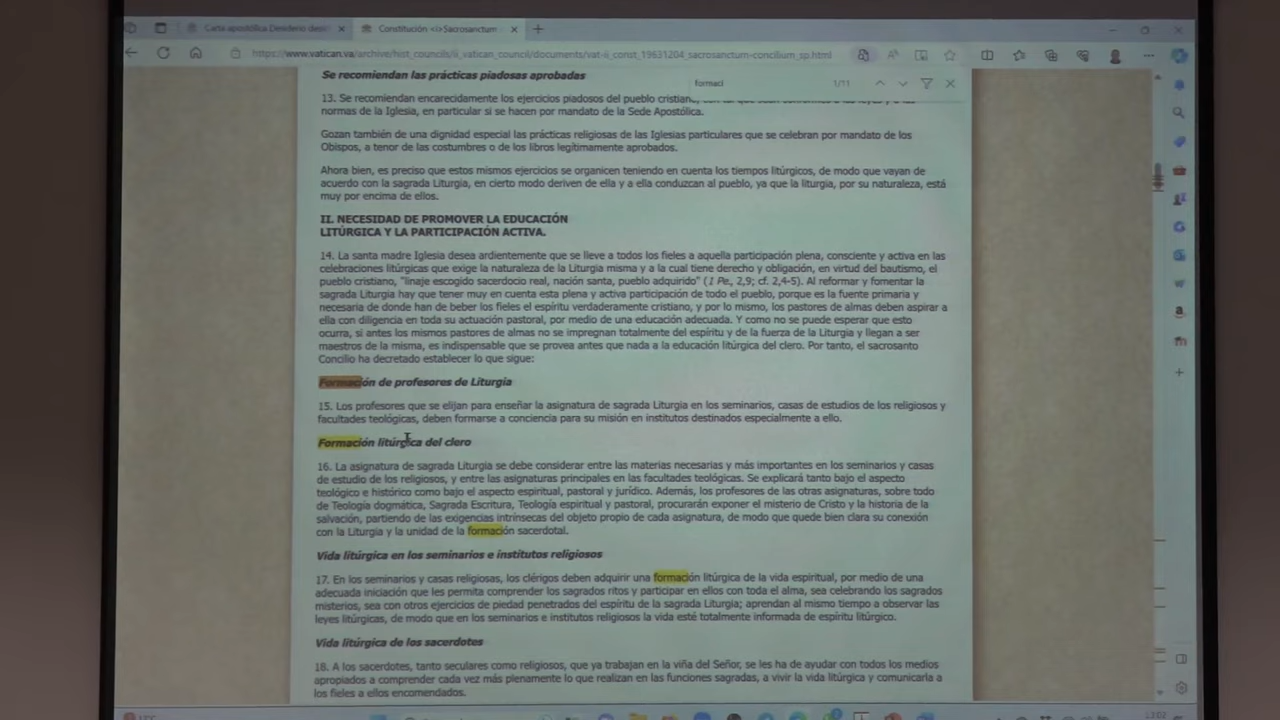 Carta apostólica Desiderio desi
Constitución </i>Sacrosanctum
https://www.vatican.va/archive/hist_councils/ii_vatican_council/documents/vat-ii_const_19631204_sacrosanctum-concilium_sp.html
formaci 1/11
Se recomiendan las prácticas piadosas aprobadas
13. Se recomiendan encarecidamente los ejercicios piadosos del pueblo cristiano,
normas de la Iglesia, en particular si se hacen por mandato de la Sede Apostólica.
Gozan también de una dignidad especial las prácticas religiosas de las Iglesias particulares que se celebran por mandato de los
Obispos, a tenor de las costumbres o de los libros legítimamente aprobados.
Ahora bien, es preciso que estos mismos ejercicios se organicen teniendo en cuenta los tiempos litúrgicos, de modo que vayan de
acuerdo con la sagrada Liturgia, en cierto modo deriven de ella y a ella conduzcan al pueblo, ya que la liturgia, por su naturaleza, está
muy por encima de ellos.
II. NECESIDAD DE PROMOVER LA EDUCACIÓN
LITÚRGICA Y LA PARTICIPACIÓN ACTIVA.
14. La santa madre Iglesia desea ardientemente que se lleve a todos los fieles a aquella participación plena, consciente y activa en las
celebraciones litúrgicas que exige la naturaleza de la Liturgia misma y a la cual tiene derecho y obligación, en virtud del bautismo, el
pueblo cristiano, "linaje escogido sacerdocio real, nación santa, pueblo adquirido" (1 Pe., 2,9; cf. 2,4-5). Al reformar y fomentar la
sagrada Liturgia hay que tener muy en cuenta esta plena y activa participación de todo el pueblo, porque es la fuente primaria y
necesaria de donde han de beber los fieles el espíritu verdaderamente cristiano, y por lo mismo, los pastores de almas deben aspirar a
ella con diligencia en toda su actuación pastoral, por medio de una educación adecuada. Y como no se puede esperar que esto
ocurra, si antes los mismos pastores de almas no se impregnan totalmente del espíritu y de la fuerza de la Liturgia y llegan a ser
maestros de la misma, es indispensable que se provea antes que nada a la educación litúrgica del clero. Por tanto, el sacrosanto
Concilio ha decretado establecer lo que sigue:
Formación de profesores de Liturgia
15. Los profesores que se elijan para enseñar la asignatura de sagrada Liturgia en los seminarios, casas de estudios de los religiosos y
facultades teológicas, deben formarse a conciencia para su misión en institutos destinados especialmente a ello.
Formación litúrgica del clero
16. La asignatura de sagrada Liturgia se debe considerar entre las materias necesarias y más importantes en los seminarios y casas
de estudio de los religiosos, y entre las asignaturas principales en las facultades teológicas. Se explicará tanto bajo el aspecto
teológico e histórico como bajo el aspecto espiritual, pastoral y jurídico. Además, los profesores de las otras asignaturas, sobre todo
de Teología dogmática, Sagrada Escritura, Teología espiritual y pastoral, procurarán exponer el misterio de Cristo y la historia de la
salvación, partiendo de las exigencias intrínsecas del objeto propio de cada asignatura, de modo que quede bien clara su conexión
con la Liturgia y la unidad de la formación sacerdotal.
Vida litúrgica en los seminarios e institutos religiosos
17. En los seminarios y casas religiosas, los clérigos deben adquirir una formación litúrgica de la vida espiritual, por medio de una
adecuada iniciación que les permita comprender los sagrados ritos y participar en ellos con toda el alma, sea celebrando los sagrados
misterios, sea con otros ejercicios de piedad penetrados del espíritu de la sagrada Liturgia; aprendan al mismo tiempo a observar las
leyes litúrgicas, de modo que en los seminarios e institutos religiosos la vida esté totalmente informada de espíritu litúrgico.
Vida litúrgica de los sacerdotes
18. A los sacerdotes, tanto seculares como religiosos, que ya trabajan en la viña del Señor, se les ha de ayudar con todos los medios
apropiados a comprender cada vez más plenamente lo que realizan en las funciones sagradas, a vivir la vida litúrgica y comunicarla a
los fieles a ellos encomendados.